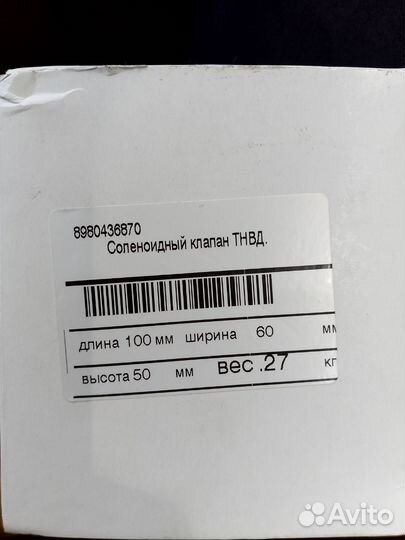 8980436870
Соленоидный клапан ТНВД.
длина 100 мм ширина 60 мм
высота 50 мм вес .27 кг
Avito